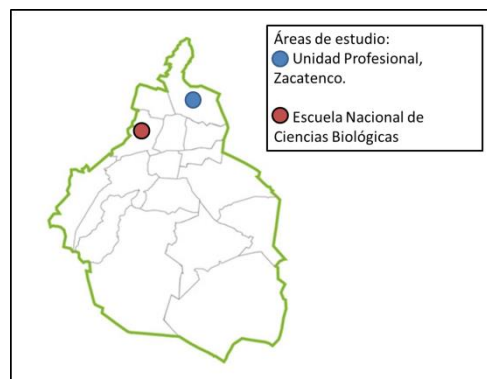 Áreas de estudio:
Unidad Profesional,
Zacatenco.
Escuela Nacional de
Ciencias Biológicas